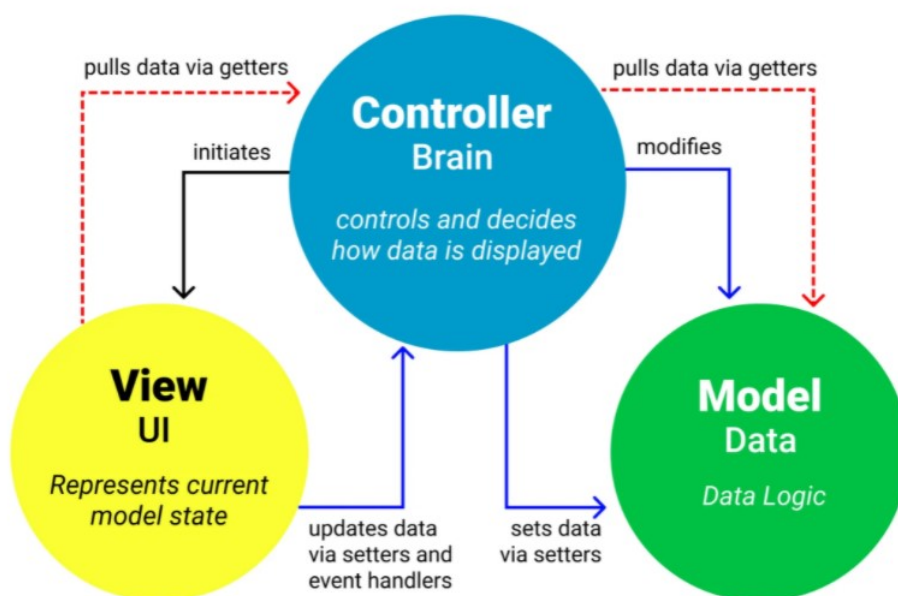 pulls data via getters
pulls data via getters
initiates
Controller
Brain
controls and decides
how data is displayed
modifies
View
UI
Represents current
model state
Model
Data
Data Logic
updates data
via setters and
event handlers
sets data
via setters